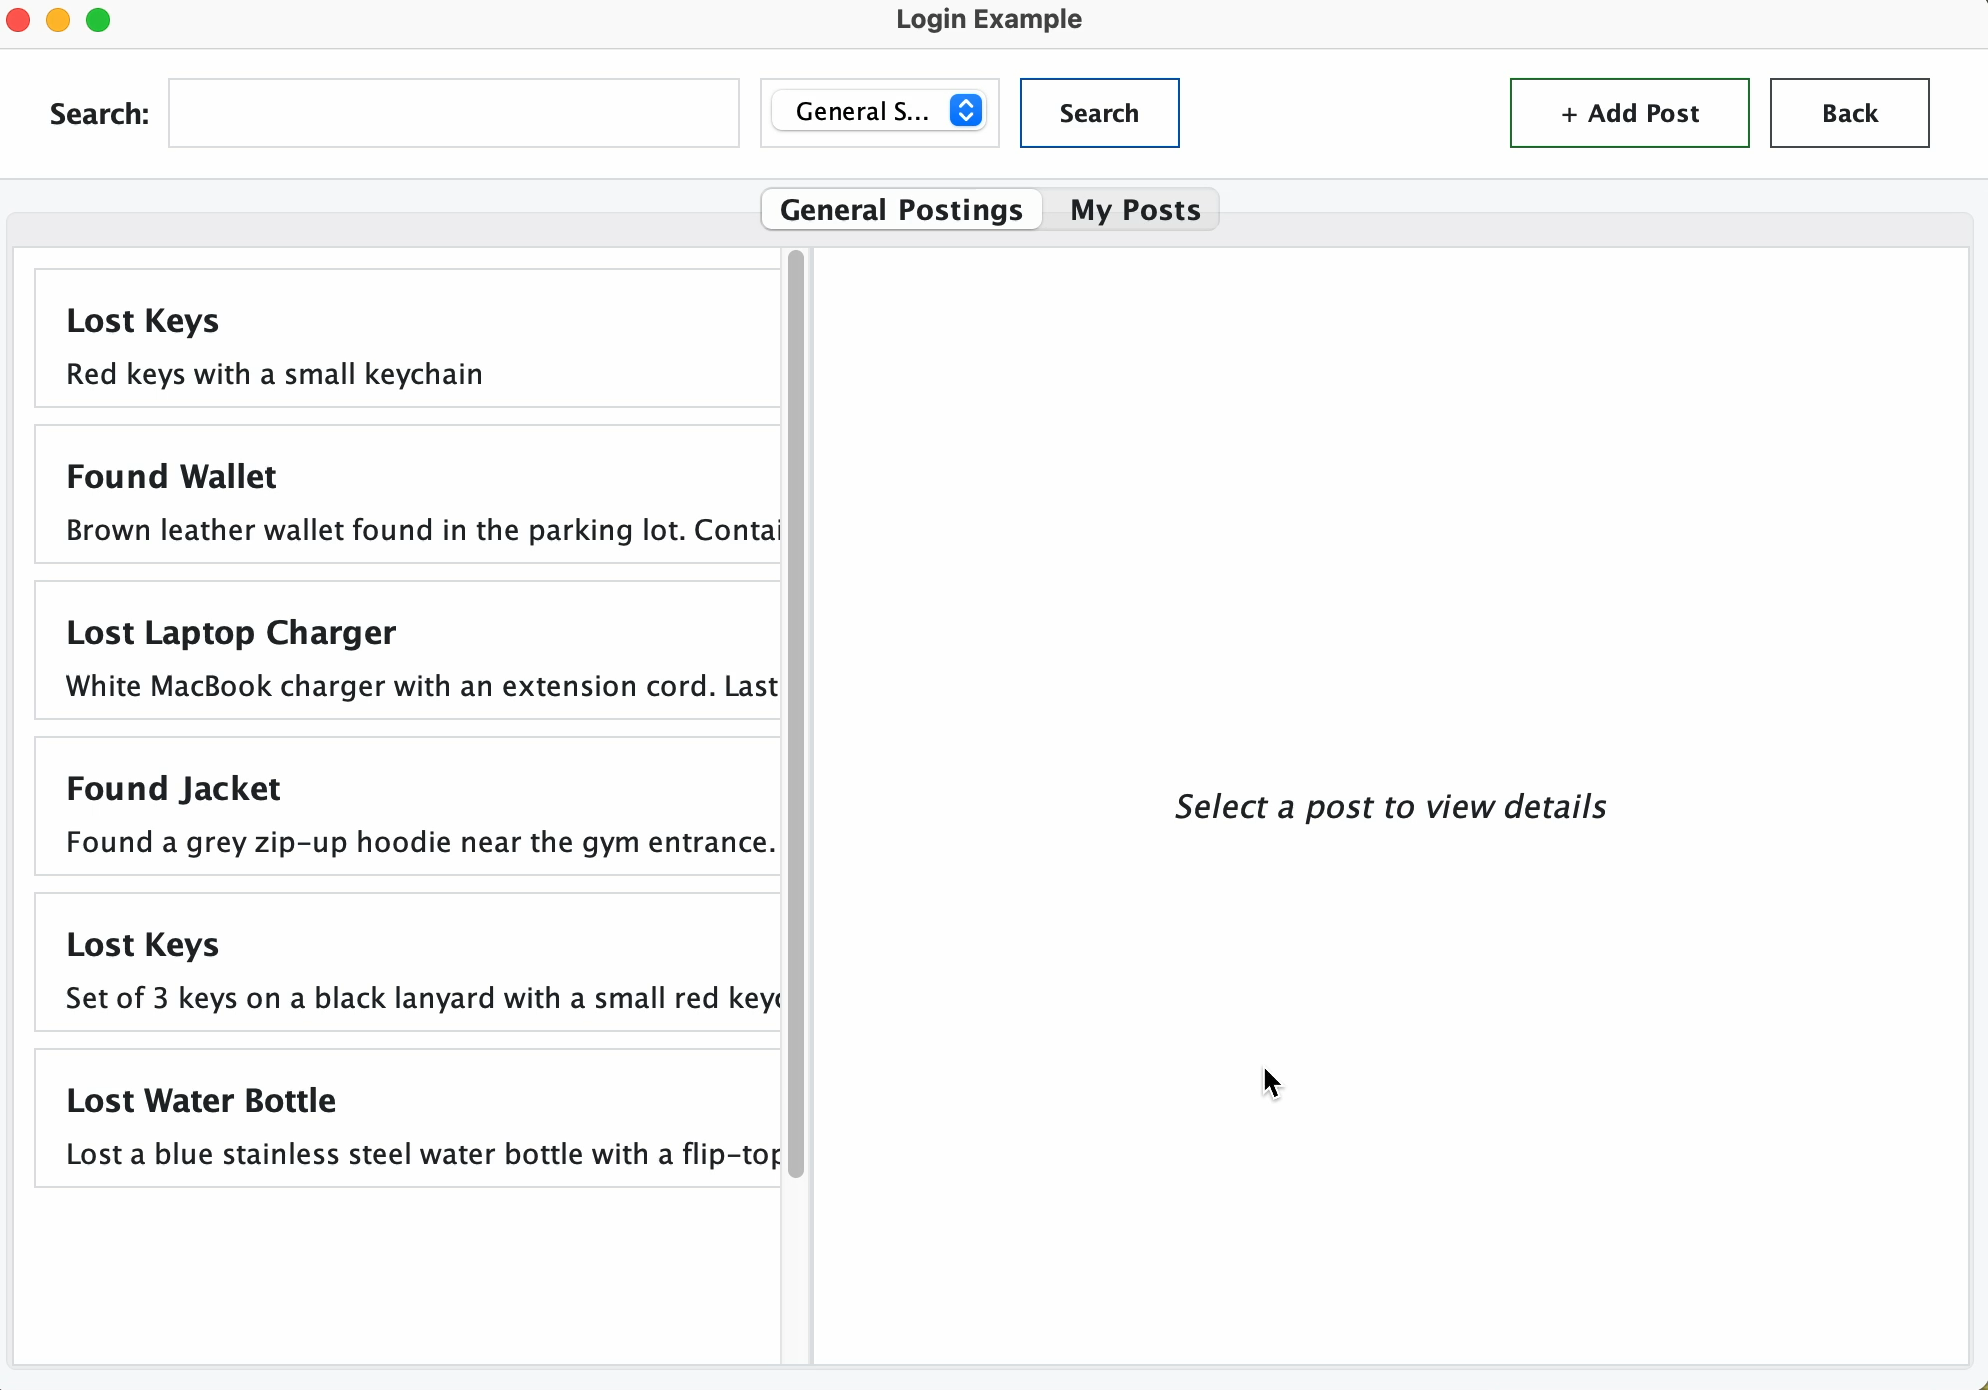 Login Example
Search:
General S...
Search
+ Add Post
Back
General Postings
My Posts
Lost Keys
Red keys with a small keychain
Found Wallet
Brown leather wallet found in the parking lot. Contai
Lost Laptop Charger
White MacBook charger with an extension cord. Last
Found Jacket
Found a grey zip-up hoodie near the gym entrance.
Lost Keys
Set of 3 keys on a black lanyard with a small red keyc
Lost Water Bottle
Lost a blue stainless steel water bottle with a flip-top
Select a post to view details